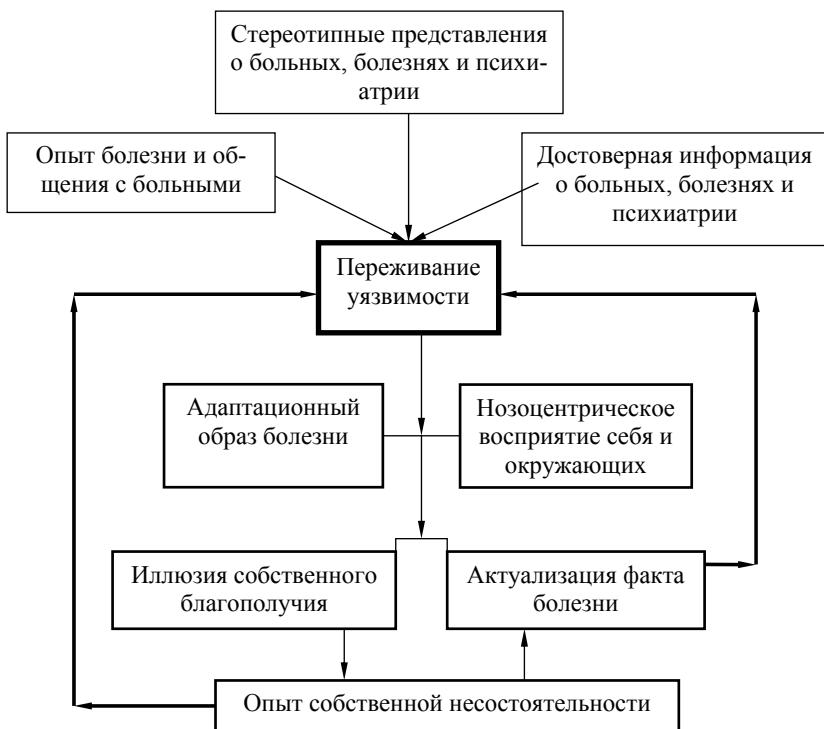 Стереотипные представления
о больных, болезнях и психи-
атрии
Опыт болезни и об-
щения с больными
Достоверная информация
о больных, болезнях и
психиатрии
Переживание
уязвимости
Адаптационный
образ болезни
Нозоцентрическое
восприятие себя и
окружающих
Иллюзия собственного
благополучия
Актуализация факта
болезни
Опыт собственной несостоятельности